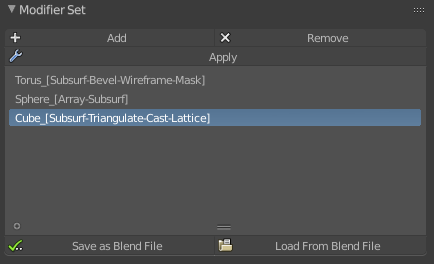 Modifier Set
Add Remove
Apply
Torus_[Subsurf-Bevel-Wireframe-Mask]
Sphere_[Array-Subsurf]
Cube_[Subsurf-Triangulate-Cast-Lattice]
Save as Blend File Load From Blend File